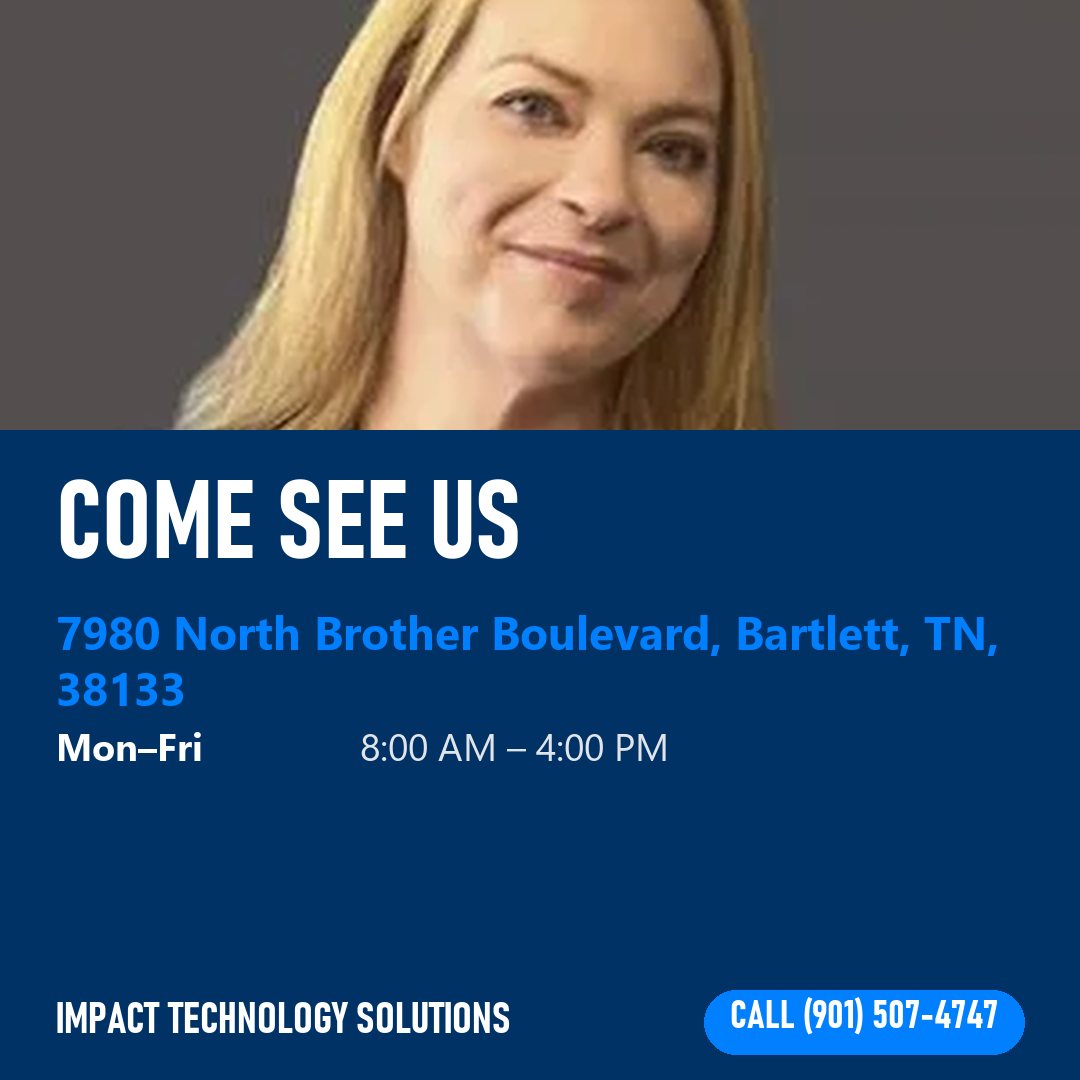 COME SEE US
7980 North Brother Boulevard, Bartlett, TN,
38133
Mon–Fri 8:00 AM – 4:00 PM
IMPACT TECHNOLOGY SOLUTIONS
CALL (901) 507-4747